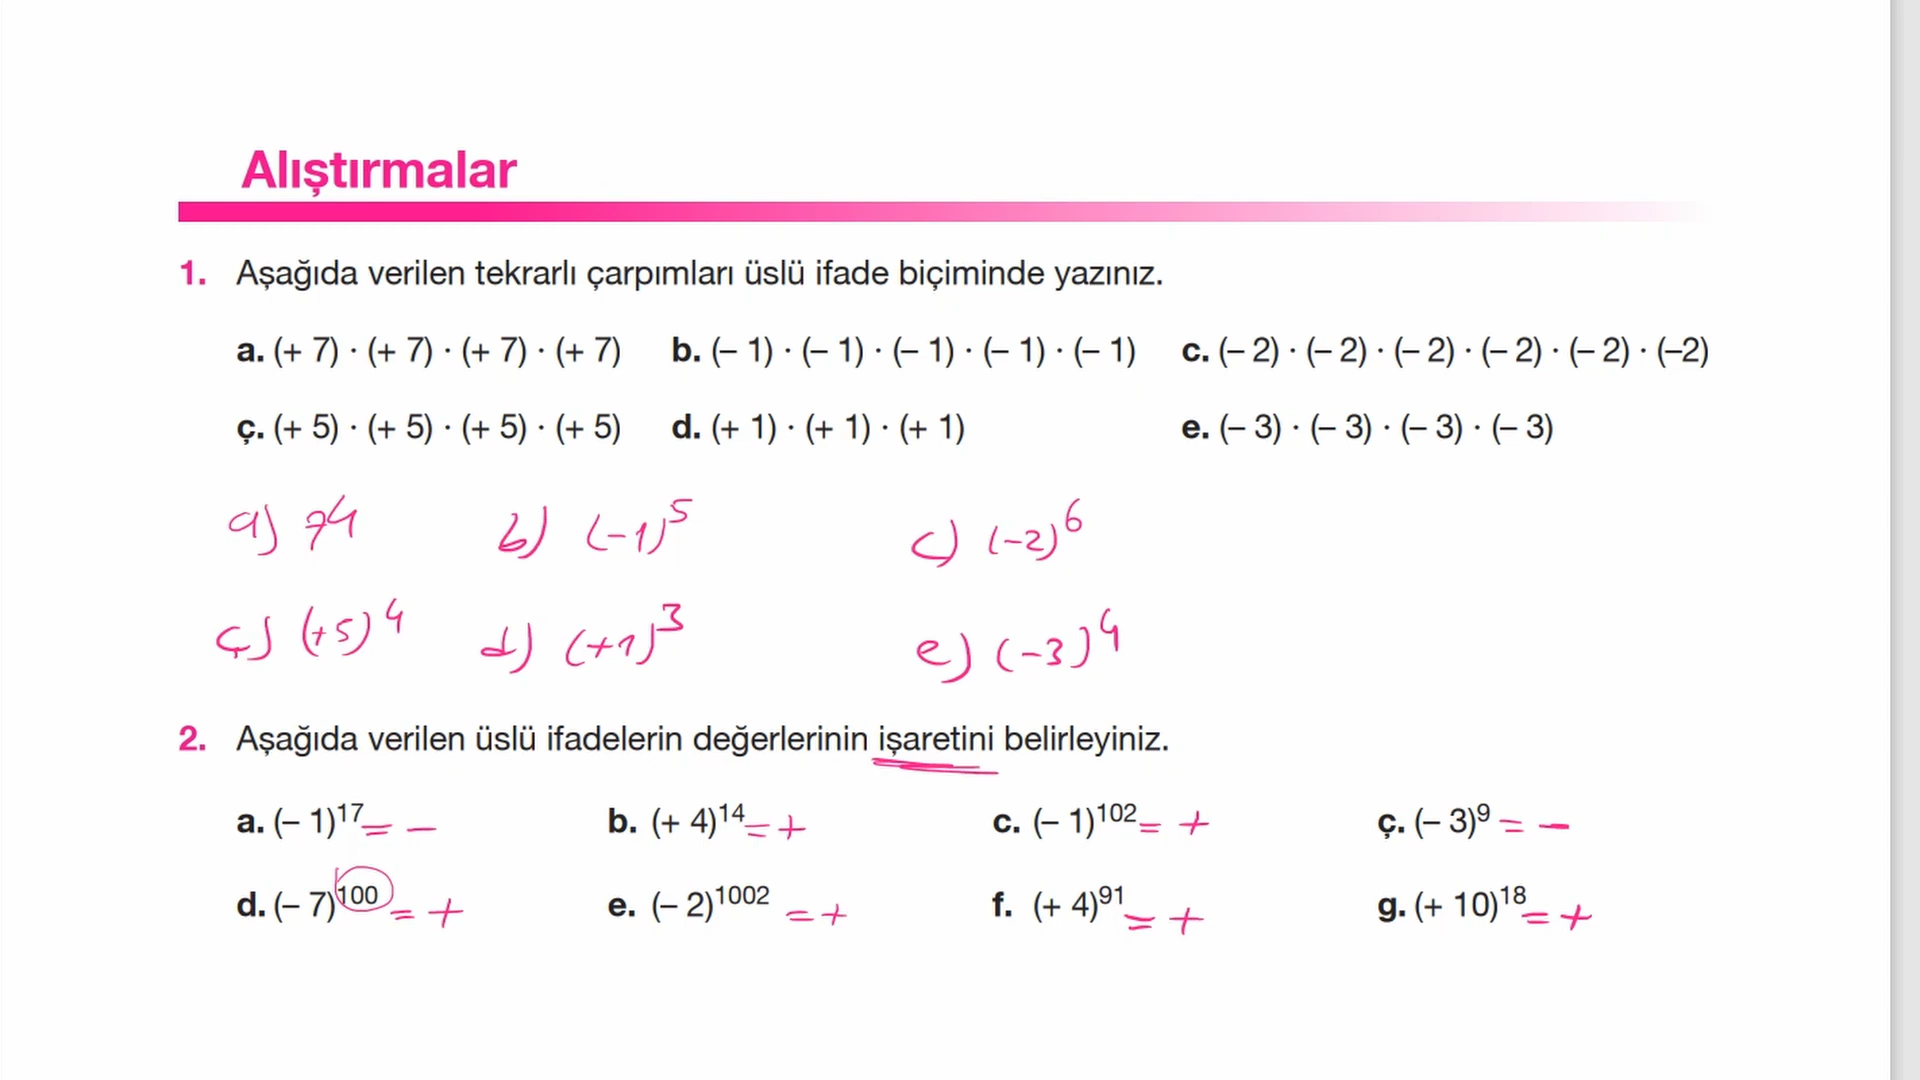 Alıştırmalar
1. Aşağıda verilen tekrarlı çarpımları üslü ifade biçiminde yazınız.
a. (+ 7) · (+ 7) · (+ 7) · (+ 7) b. (– 1) · (– 1) · (– 1) · (– 1) · (– 1) c. (– 2) · (– 2) · (– 2) · (– 2) · (– 2) · (–2)
ç. (+ 5) · (+ 5) · (+ 5) · (+ 5) d. (+ 1) · (+ 1) · (+ 1) e. (– 3) · (– 3) · (– 3) · (– 3)
a) 7⁴ b) (-1)⁵ c) (-2)⁶
ç) (+5)⁴ d) (+1)³ e) (-3)⁴
2. Aşağıda verilen üslü ifadelerin değerlerinin işaretini belirleyiniz.
a. (– 1)¹⁷ = - b. (+ 4)¹⁴ = + c. (– 1)¹⁰² = + ç. (– 3)⁹ = -
d. (– 7)¹⁰⁰ = + e. (– 2)¹⁰⁰² = + f. (+ 4)⁹¹ = + g. (+ 10)¹⁸ = +